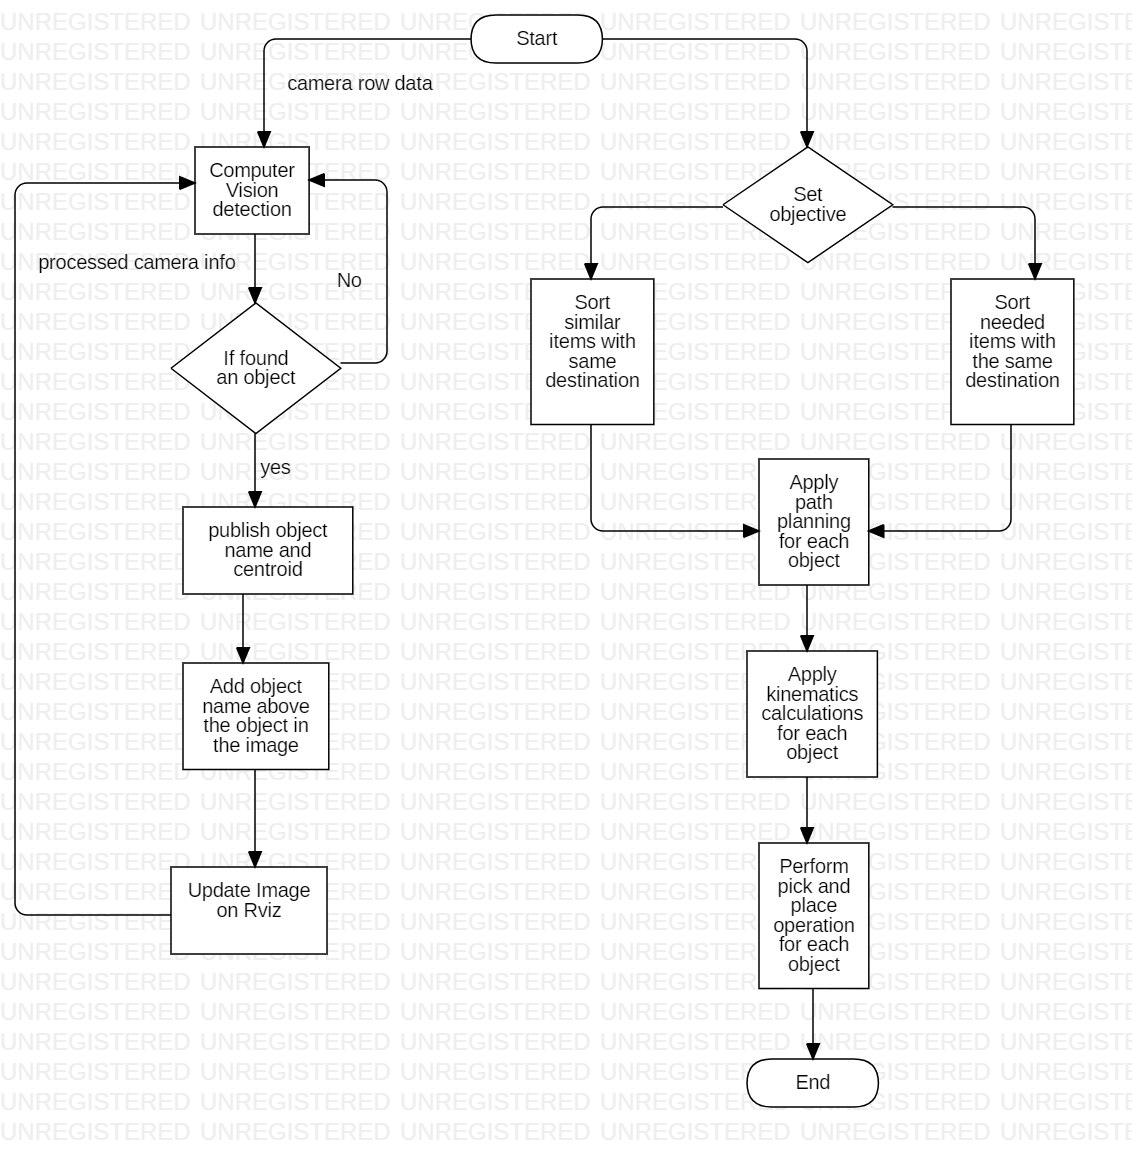 Start
camera row data
Computer
Vision
detection
processed camera info
No
If found
an object
yes
publish object
name and
centroid
Add object
name above
the object in
the image
Update Image
on Rviz
Set
objective
Sort
similar
items with
same
destination
Sort
needed
items with
the same
destination
Apply
path
planning
for each
object
Apply
kinematics
calculations
for each
object
Perform
pick and
place
operation
for each
object
End
UNREGISTERED